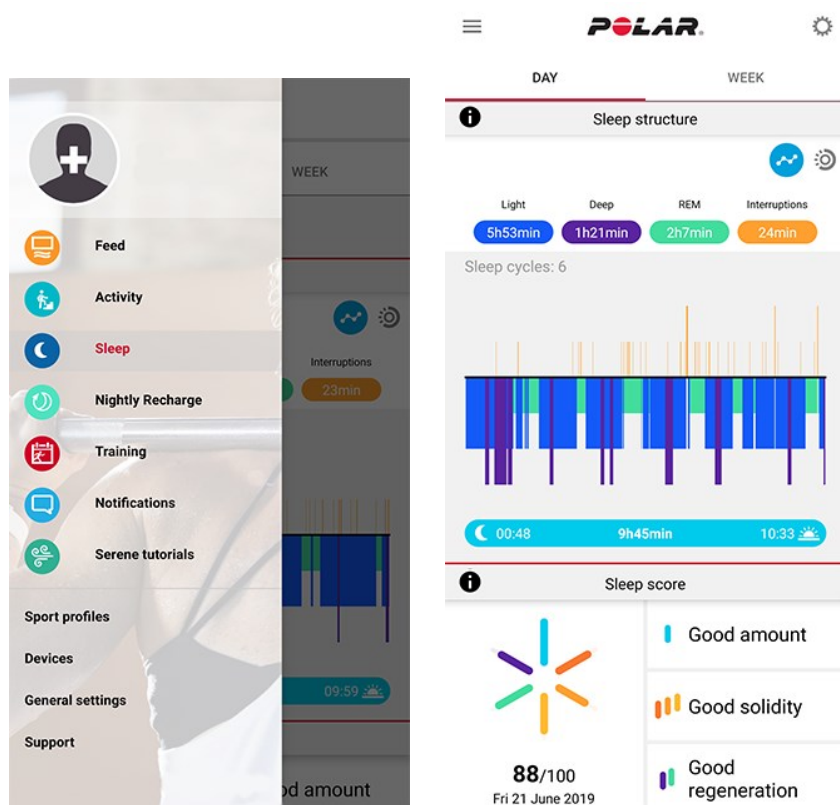 WEEK
Feed
Activity
Sleep
Interruptions
Nightly Recharge
23min
Training
Notifications
Serene tutorials
Sport profiles
Devices
General settings
09:59
Support
od amount
POLAR.
DAY
WEEK
Sleep structure
Light
Deep
REM
Interruptions
5h53min
1h21min
2h7min
24min
Sleep cycles: 6
00:48
9h45min
10:33
Sleep score
Good amount
Good solidity
88/100
Fri 21 June 2019
Good
regeneration